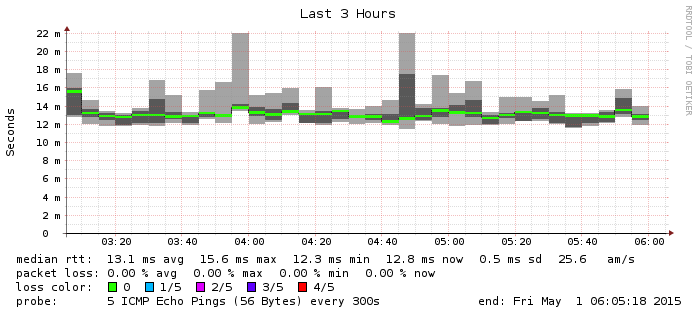 Last 3 Hours
RRDTOOL / TOBI OETIKER
Seconds
22 m
20 m
18 m
16 m
14 m
12 m
10 m
8 m
6 m
4 m
2 m
0
03:20 03:40 04:00 04:20 04:40 05:00 05:20 05:40 06:00
median rtt: 13.1 ms avg 15.6 ms max 12.3 ms min 12.8 ms now 0.5 ms sd 25.6 am/s
packet loss: 0.00 % avg 0.00 % max 0.00 % min 0.00 % now
loss color: 0 1/5 2/5 3/5 4/5
probe: 5 ICMP Echo Pings (56 Bytes) every 300s end: Fri May 1 06:05:18 2015